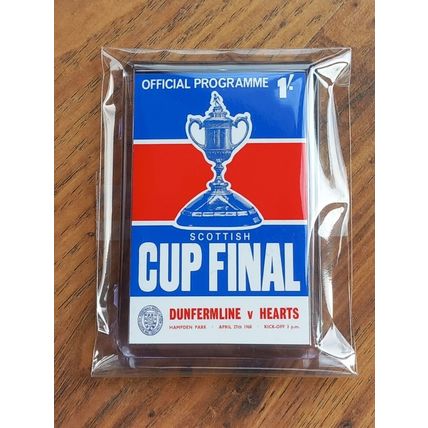 OFFICIAL PROGRAMME 1'-
SCOTTISH
CUP FINAL
DUNFERMLINE v HEARTS
HAMPDEN PARK · APRIL 27th 1968 · KICK-OFF 3 p.m.